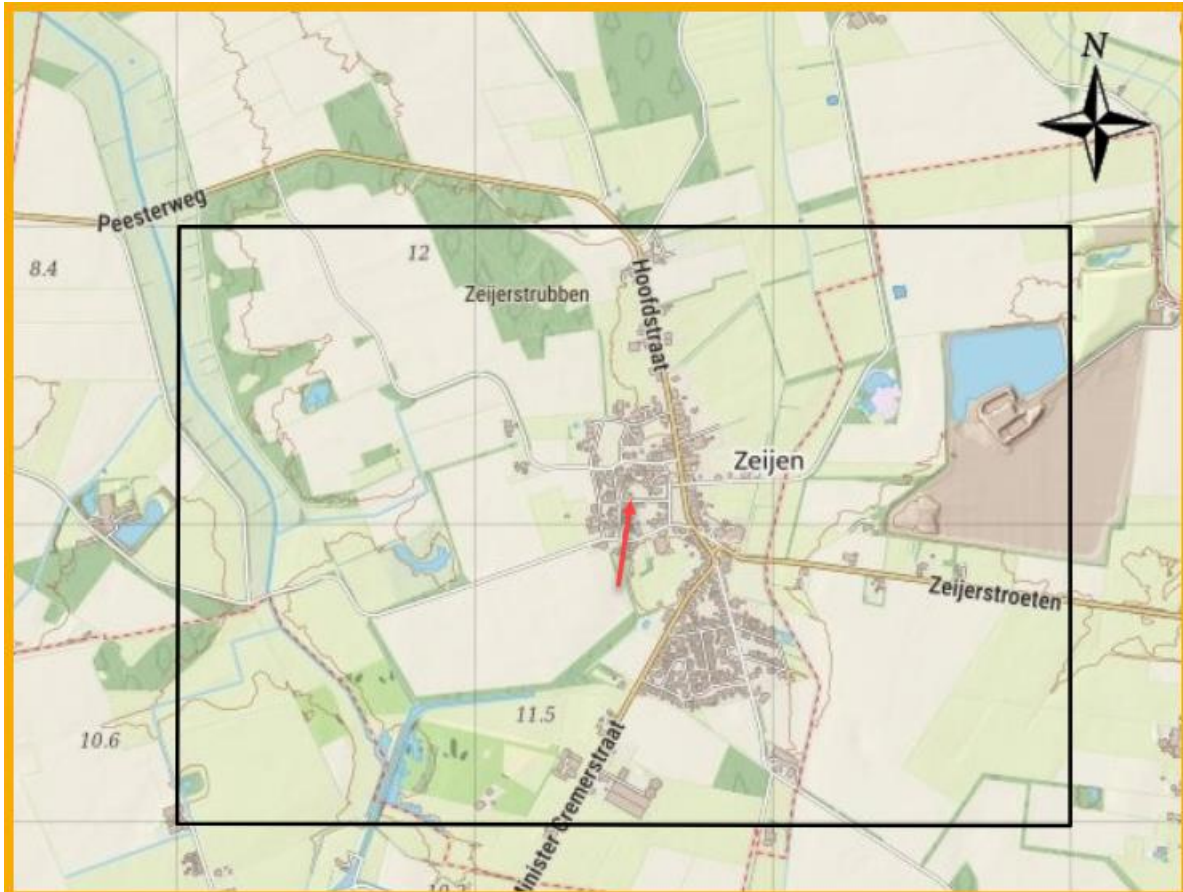 N
Peesterweg
12
8.4
Zeijerstrubben
Hoofdstraat
Zeijen
Zeijerstroeten
11.5
10.6
Minister Cremerstraat